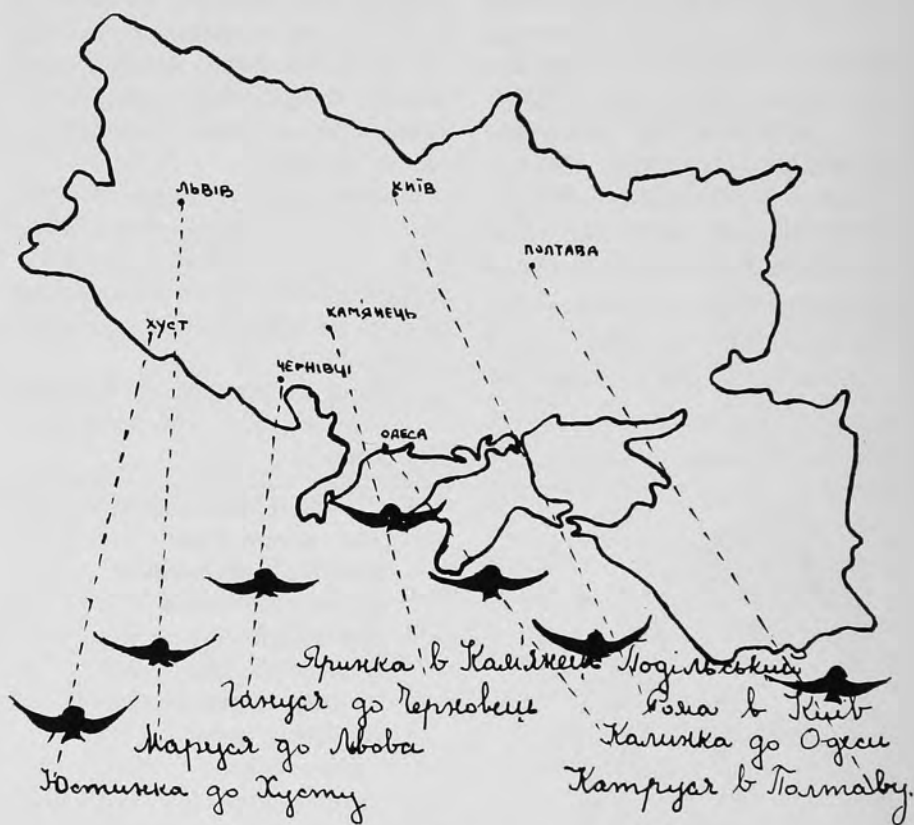 ЛЬВІВ
КИЇВ
ПОЛТАВА
ХУСТ
КАМЯНЕЦЬ
ЧЕРНІВЦІ
ОДЕСА
Яринка в Камянець Подільський
Гануся до Черновець
Рома в Київ
Маруся до Львова
Калинка до Одеси
Юстинка до Хусту
Катруся в Полтаву.